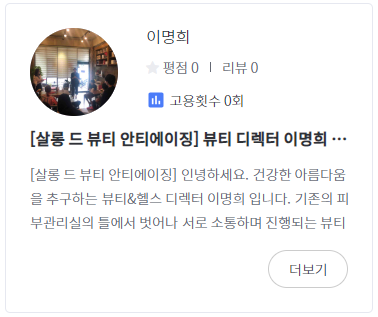 이명희
평점 0 | 리뷰 0
고용횟수 0회
[살롱 드 뷰티 안티에이징] 뷰티 디렉터 이명희 ...
[살롱 드 뷰티 안티에이징] 안녕하세요. 건강한 아름다움
을 추구하는 뷰티&헬스 디렉터 이명희 입니다. 기존의 피
부관리실의 틀에서 벗어나 서로 소통하며 진행되는 뷰티
더보기